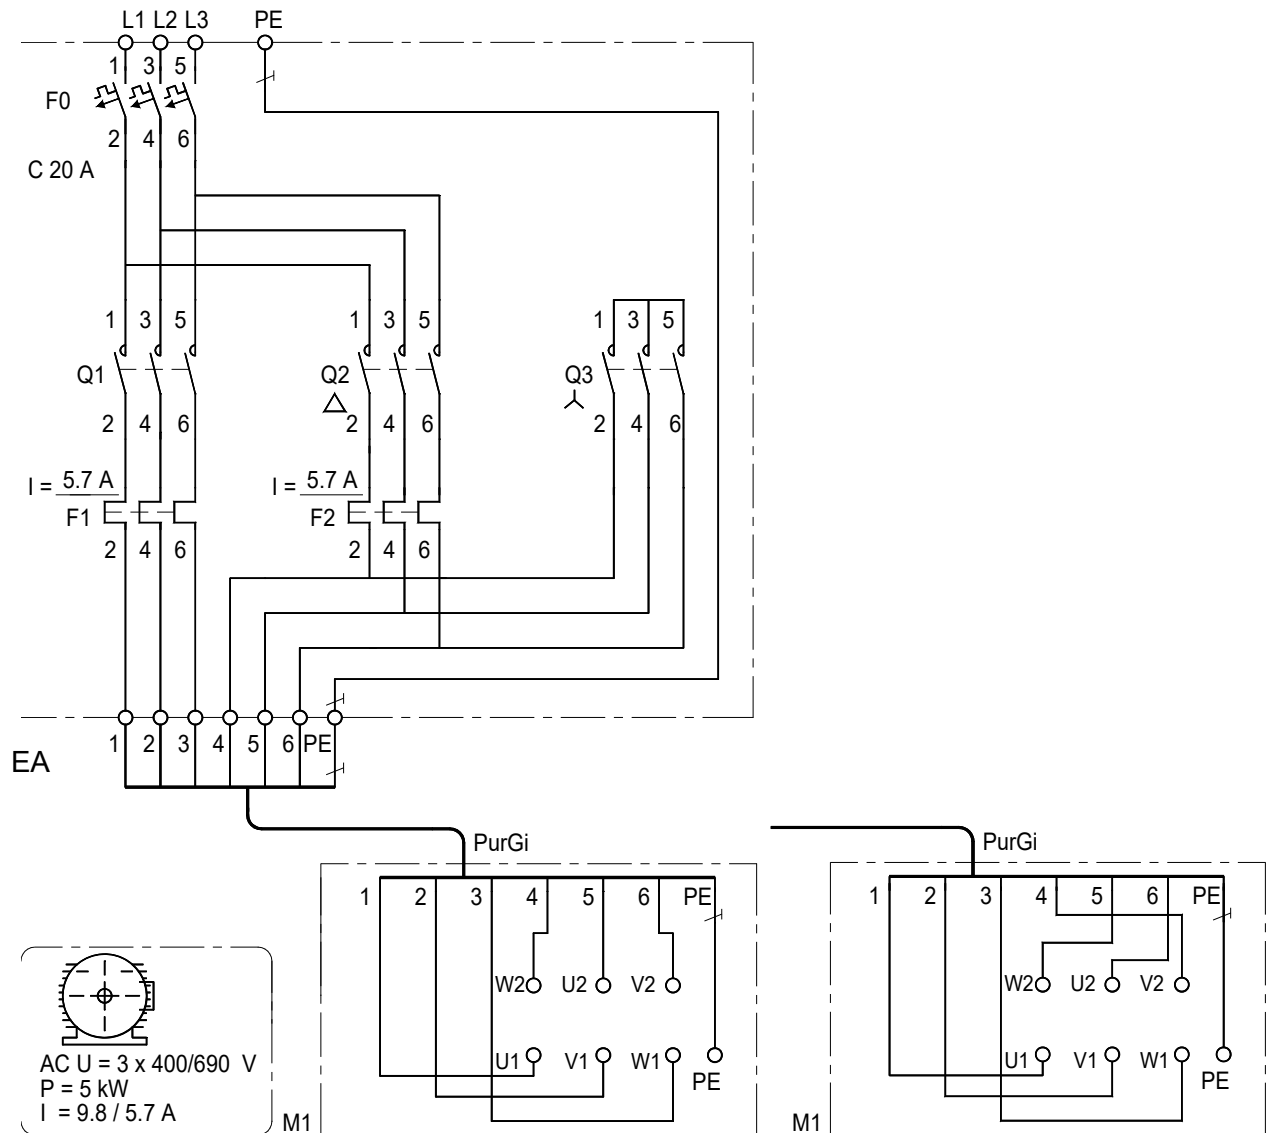 L1 L2 L3 PE
1 3 5
F0
2 4 6
C 20 A
1 3 5 1 3 5 1 3 5
Q1 Q2 Q3
2 4 6 2 4 6 2 4 6
I = 5.7 A I = 5.7 A
F1 F2
2 4 6 2 4 6
1 2 3 4 5 6 PE
EA
PurGi PurGi
1 2 3 4 5 6 PE 1 2 3 4 5 6 PE
W2 U2 V2 W2 U2 V2
U1 V1 W1 U1 V1 W1
PE PE
AC U = 3 x 400/690 V
P = 5 kW
I = 9.8 / 5.7 A
M1 M1